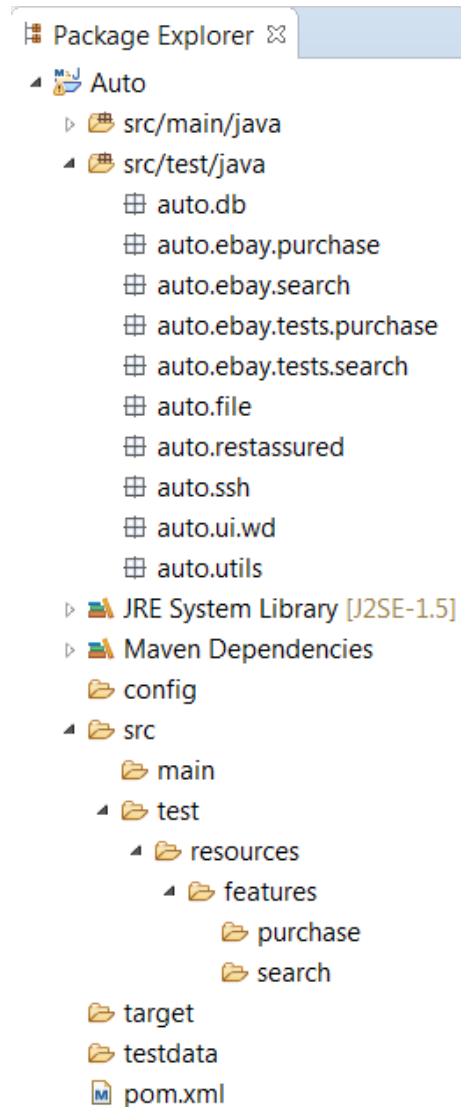 Package Explorer
Auto
src/main/java
src/test/java
auto.db
auto.ebay.purchase
auto.ebay.search
auto.ebay.tests.purchase
auto.ebay.tests.search
auto.file
auto.restassured
auto.ssh
auto.ui.wd
auto.utils
JRE System Library [J2SE-1.5]
Maven Dependencies
config
src
main
test
resources
features
purchase
search
target
testdata
pom.xml